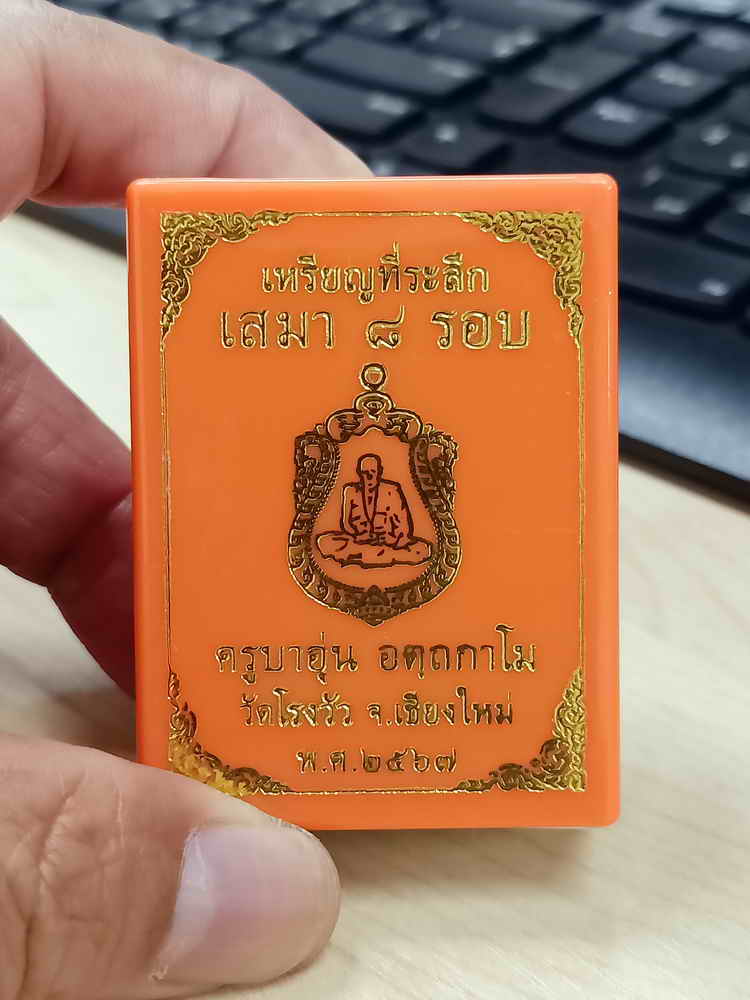 เหรียญที่ระลึก
เสมา ๘ รอบ
ครูบาอุ่น อตฺถกาโม
วัดโรงวัว จ.เชียงใหม่
พ.ศ.๒๕๖๗